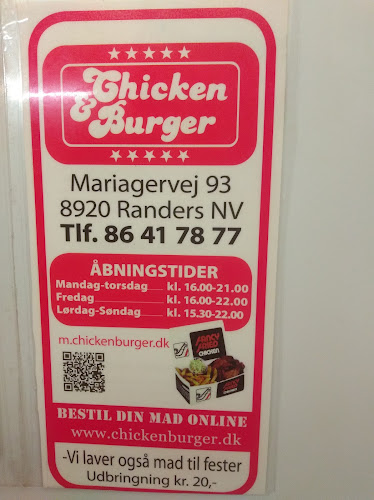 Chicken
& Burger
Mariagervej 93
8920 Randers NV
Tlf. 86 41 78 77
ÅBNINGSTIDER
Mandag-torsdag ...... kl. 16.00-21.00
Fredag ...... kl. 16.00-22.00
Lørdag-Søndag ...... kl. 15.30-22.00
m.chickenburger.dk
CHICKEN
BESTIL DIN MAD ONLINE
www.chickenburger.dk
-Vi laver også mad til fester
Udbringning kr. 20,-